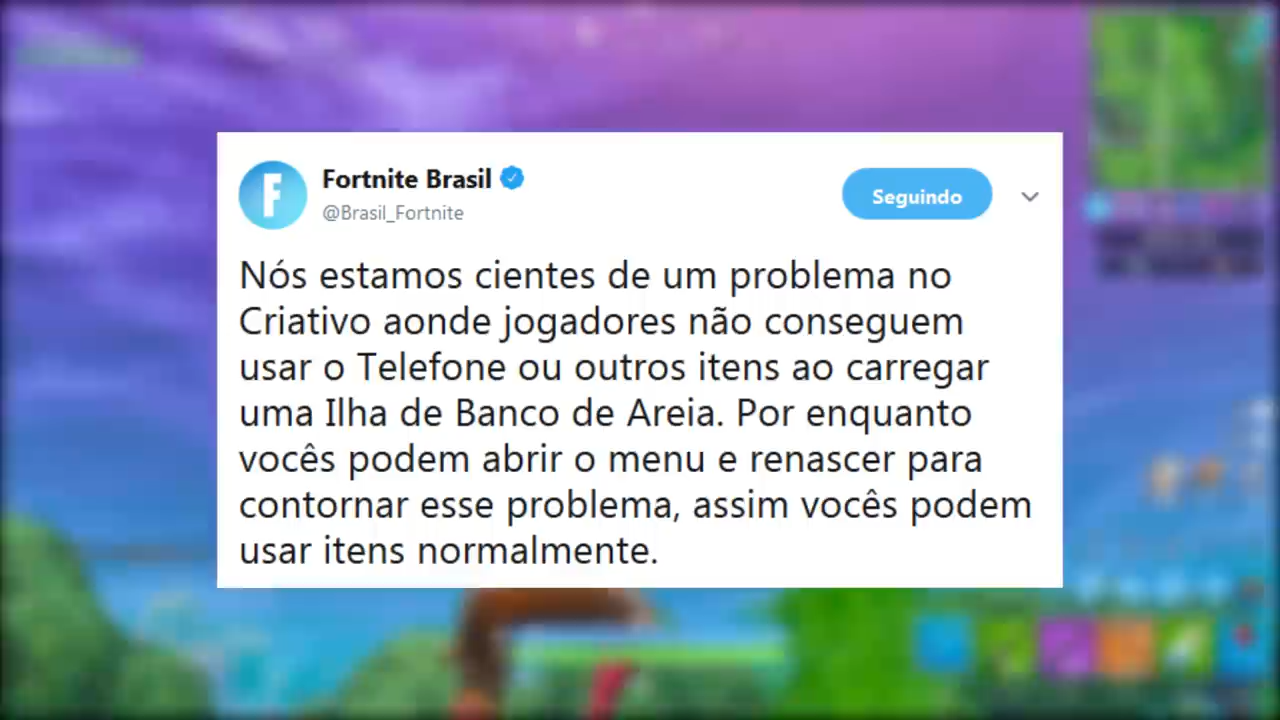 Fortnite Brasil
@Brasil_Fortnite
Seguindo
Nós estamos cientes de um problema no
Criativo aonde jogadores não conseguem
usar o Telefone ou outros itens ao carregar
uma Ilha de Banco de Areia. Por enquanto
vocês podem abrir o menu e renascer para
contornar esse problema, assim vocês podem
usar itens normalmente.